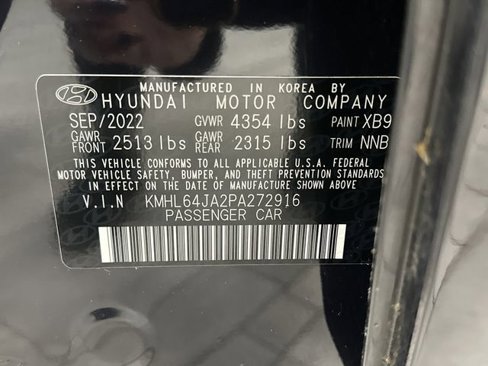 MANUFACTURED IN KOREA BY
HYUNDAI MOTOR COMPANY
SEP/2022 GVWR 4354 lbs PAINT XB9
GAWR FRONT 2513 lbs GAWR REAR 2315 lbs TRIM NNB
THIS VEHICLE CONFORMS TO ALL APPLICABLE U.S.A. FEDERAL
MOTOR VEHICLE SAFETY, BUMPER, AND THEFT PREVENTION STANDARDS
IN EFFECT ON THE DATE OF MANUFACTURE SHOWN ABOVE.
V.I.N KMHL64JA2PA272916
PASSENGER CAR